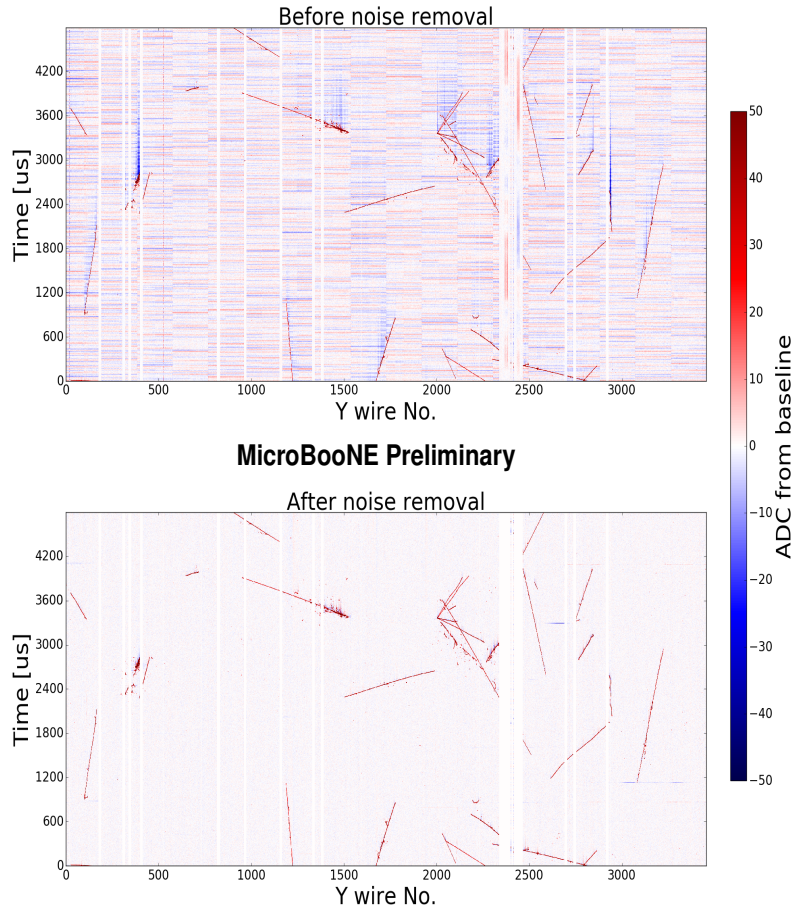 Before noise removal
4200
3600
3000
2400
1800
1200
600
0
Time [us]
0 500 1000 1500 2000 2500 3000
Y wire No.
MicroBooNE Preliminary
After noise removal
4200
3600
3000
2400
1800
1200
600
0
Time [us]
0 500 1000 1500 2000 2500 3000
Y wire No.
50
40
30
20
10
0
−10
−20
−30
−40
−50
ADC from baseline